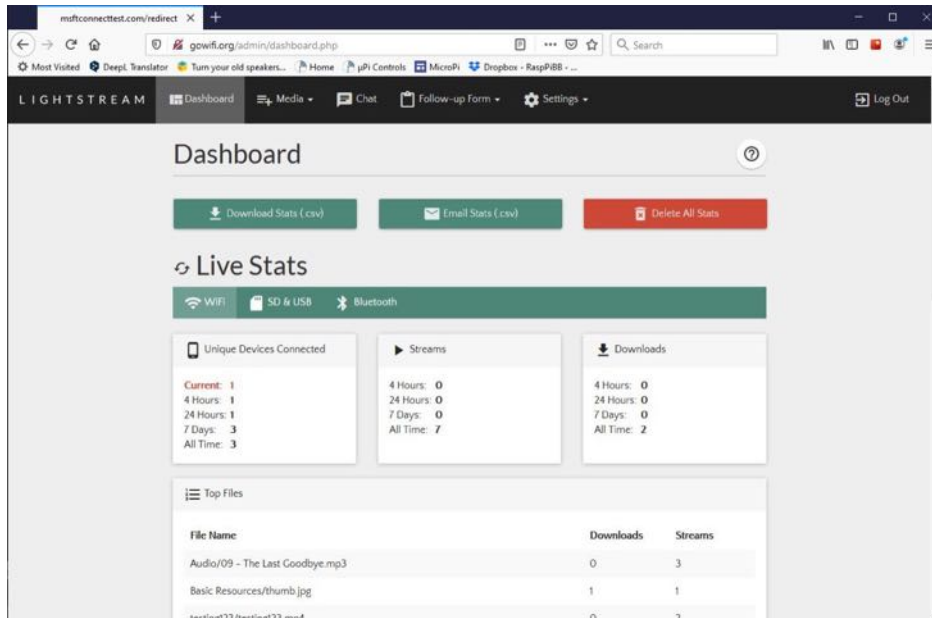 msftconnecttest.com/redirect
gowifi.org/admin/dashboard.php
Search
Most Visited DeepL Translator Turn your old speakers... Home μPi Controls MicroPi Dropbox - RaspPiBB - ...
LIGHTSTREAM Dashboard Media Chat Follow-up Form Settings Log Out
Dashboard
Download Stats (.csv) Email Stats (.csv) Delete All Stats
Live Stats
WiFi SD & USB Bluetooth
Unique Devices Connected Streams Downloads
Current: 1 4 Hours: 0 4 Hours: 0
4 Hours: 1 24 Hours: 0 24 Hours: 0
24 Hours: 1 7 Days: 0 7 Days: 0
7 Days: 3 All Time: 7 All Time: 2
All Time: 3
Top Files
File Name Downloads Streams
Audio/09 - The Last Goodbye.mp3 0 3
Basic Resources/thumb.jpg 1 1
testing123/testing123.mp4 0